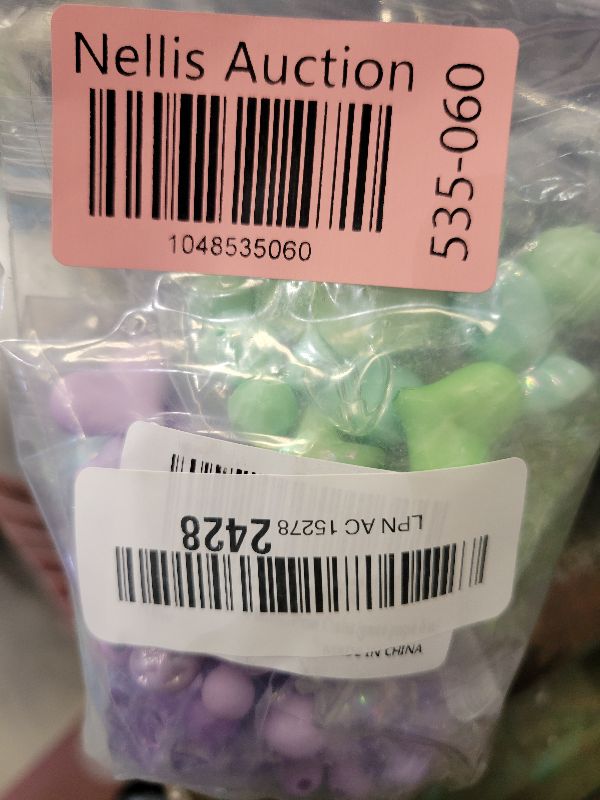 Nellis Auction
1048535060
535-060
LPN AC 15278 2428
IN CHINA